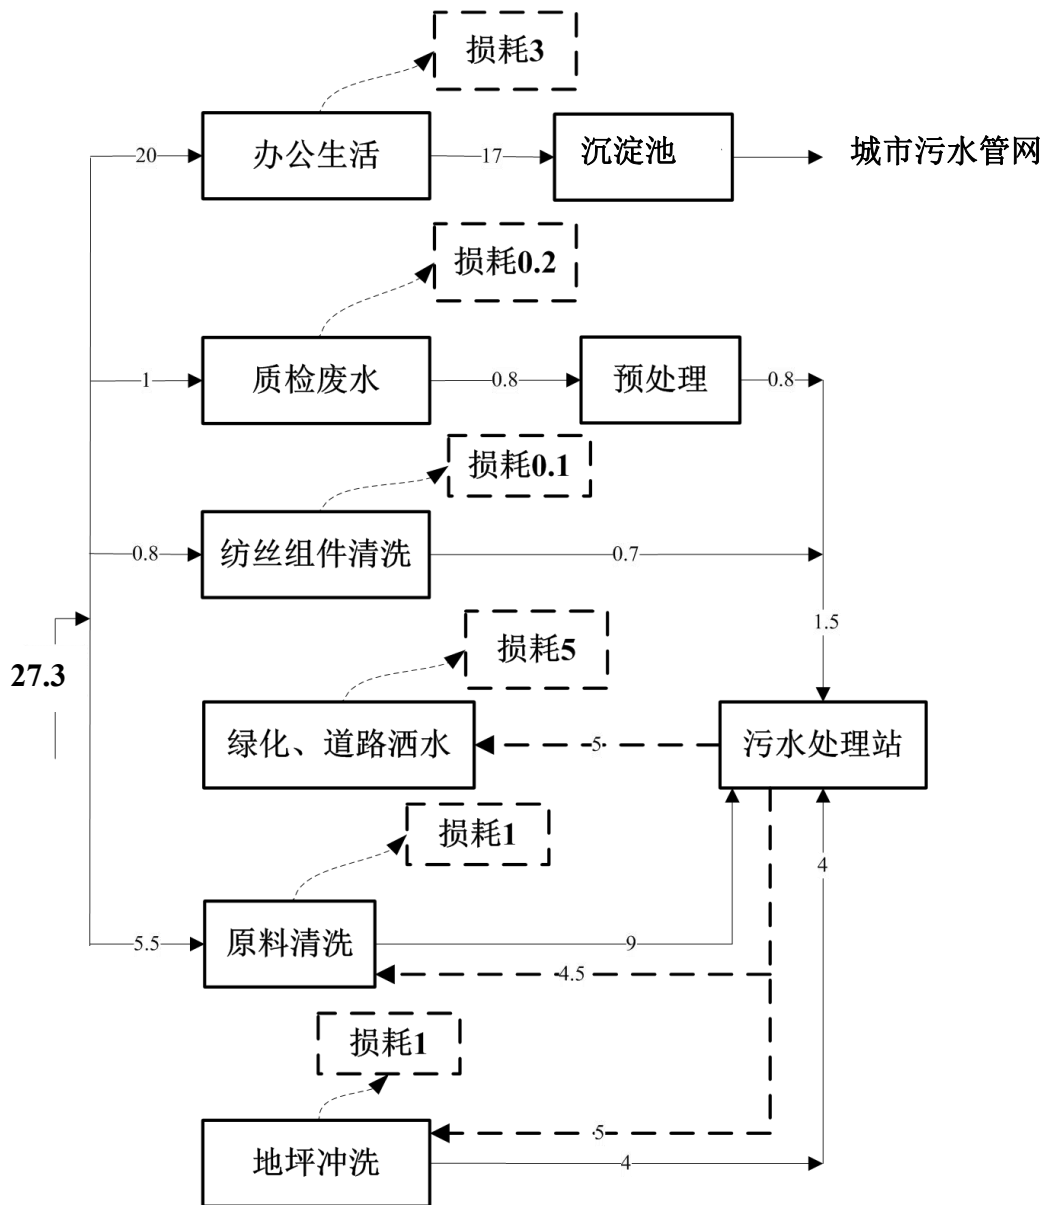 损耗3
20
办公生活
17
沉淀池
城市污水管网
损耗0.2
1
质检废水
0.8
预处理
0.8
损耗0.1
0.8
纺丝组件清洗
0.7
1.5
27.3
损耗5
绿化、道路洒水
5
污水处理站
损耗1
4
5.5
原料清洗
9
4.5
损耗1
5
地坪冲洗
4